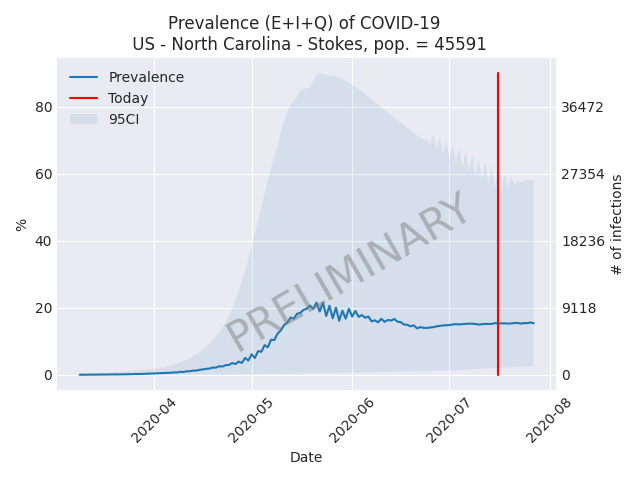 Prevalence (E+I+Q) of COVID-19
US - North Carolina - Stokes, pop. = 45591
Prevalence
Today
95CI
%
80
60
40
20
0
36472
27354
18236
9118
0
# of infections
PRELIMINARY
2020-04
2020-05
2020-06
2020-07
2020-08
Date